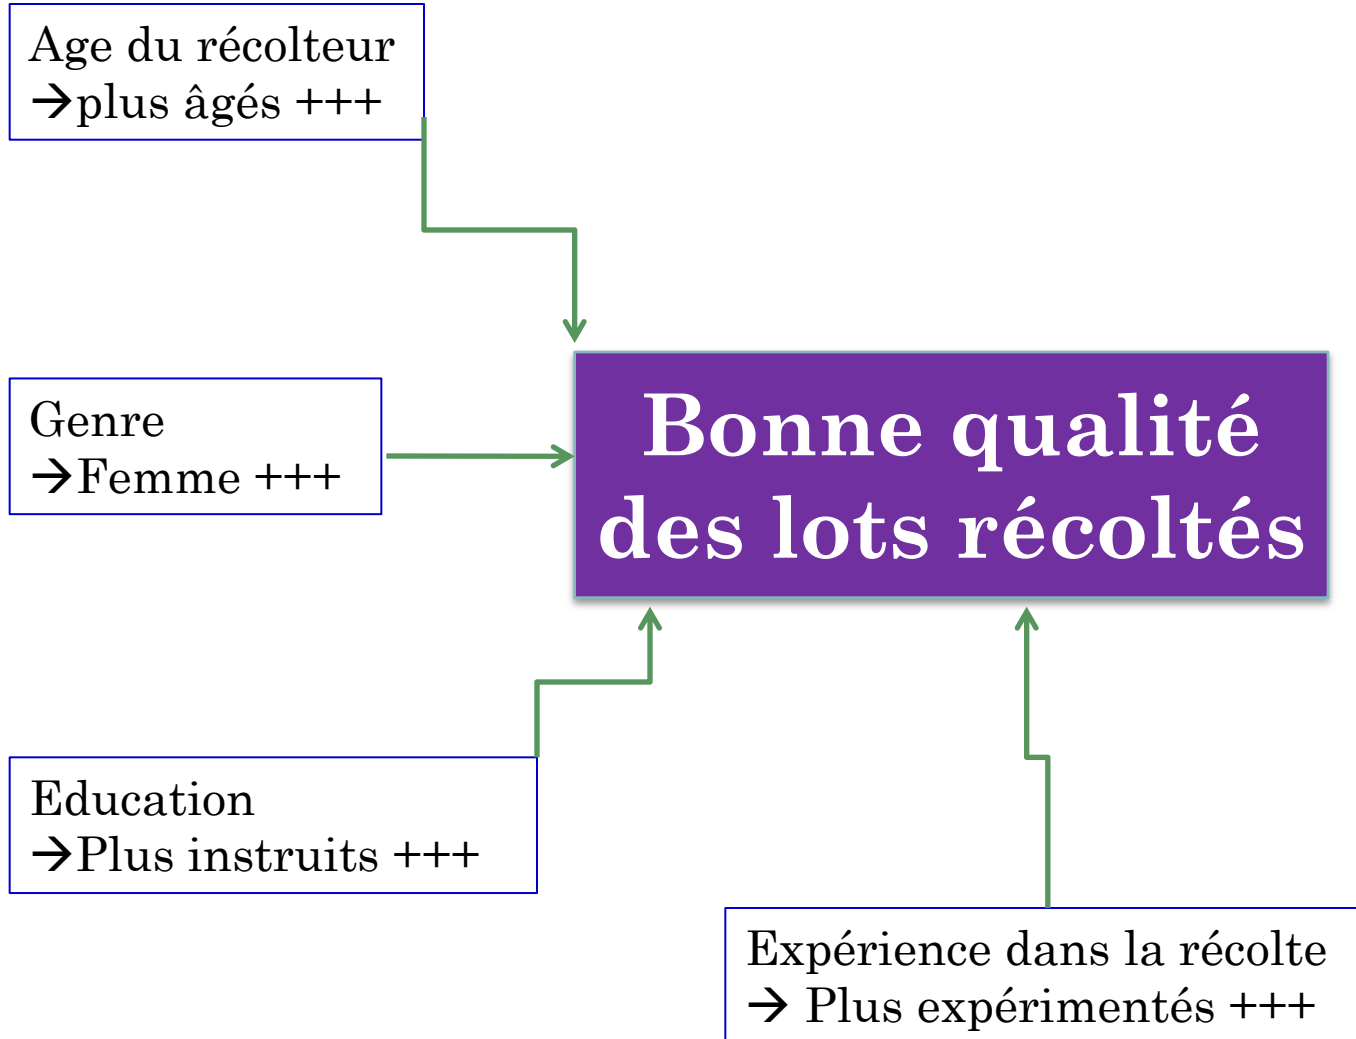 Age du récolteur
→plus âgés +++
Genre
→Femme +++
Bonne qualité
des lots récoltés
Education
→Plus instruits +++
Expérience dans la récolte
→ Plus expérimentés +++